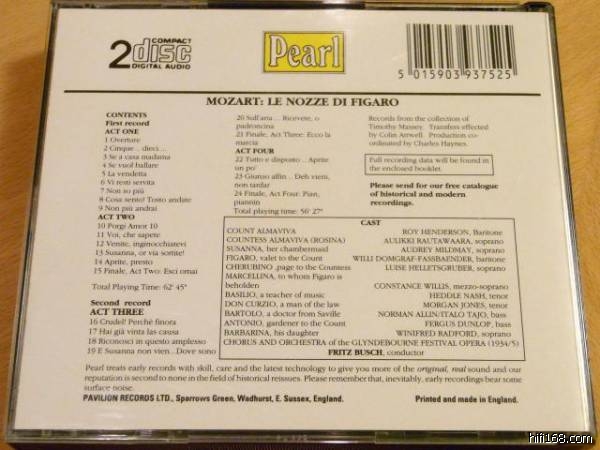 2 COMPACT
disc
DIGITAL AUDIO
Pearl
5 015903 937525
MOZART: LE NOZZE DI FIGARO
CONTENTS
First record
ACT ONE
1 Overture
2 Cinque .. dieci...
3 Se a casa madama
4 Se vuol ballare
5 La vendetta
6 Vi resti servita
7 Non so più
8 Cosa sento! Tosto andite
9 Non più andrai
ACT TWO
10 Porgi Amor 10
11 Voi, che sapete
12 Venite, inginocchiatevi
13 Susanna, or via sortite!
14 Aprite, presto
15 Finale, Act Two: Esci omai
Total Playing Time: 62' 45"
Second record
ACT THREE
16 Crudel! Perchè finora
17 Hai già vinta las causa
18 Riconosci in questo amplesso
19 E Susanna non vien...Dove sono
20 Sull'aria .. Ricevete, o
padroncina
21 Finale, Act Three: Ecco la
marcia
ACT FOUR
22 Tutto e disposto .. Aprite
un po'
23 Giunso alfin .. Deh vieni,
non tardar
24 Finale, Act Four: Pian,
piannin
Total playing time: 56' 27"
Records from the collection of
Timothy Massey. Transfers effected
by Colin Attwell. Production co-
ordinated by Charles Haynes.
Full recording data will be found in
the enclosed booklet.
Please send for our free catalogue
of historical and modern
recordings.
CAST
COUNT ALMAVIVA ROY HENDERSON, Baritone
COUNTESS ALMAVIVA (ROSINA) AULIKKI RAUTAWAARA, soprano
SUSANNA, her chambermaid AUDREY MILDMAY, soprano
FIGARO, valet to the Count WILLI DOMGRAF-FASSBAENDER, baritone
CHERUBINO ,page to the Countess LUISE HELLETSGRUBER, soprano
MARCELLINA, to whom Figaro is
beholden CONSTANCE WILLIS, mezzo-soprano
BASILIO, a teacher of music HEDDLE NASH, tenor
DON CURZIO, a man of the law MORGAN JONES, tenor
BARTOLO, a doctor from Saville NORMAN ALLIN/ITALO TAJO, bass
ANTONIO, gardener to the Count FERGUS DUNLOP, bass
BARBARINA, his daughter WINIFRED RADFORD, soprano
CHORUS AND ORCHESTRA OF THE GLYNDEBOURNE FESTIVAL OPERA (1934/5)
FRITZ BUSCH, conductor
Pearl treats early records with skill, care and the latest technology to give you more of the original, real sound and our
reputation is second to none in the field of historical reissues. Please remember that, inevitably, early recordings bear some
surface noise.
PAVILION RECORDS LTD., Sparrows Green, Wadhurst, E. Sussex, England. Printed and made in England.
hifi168.com